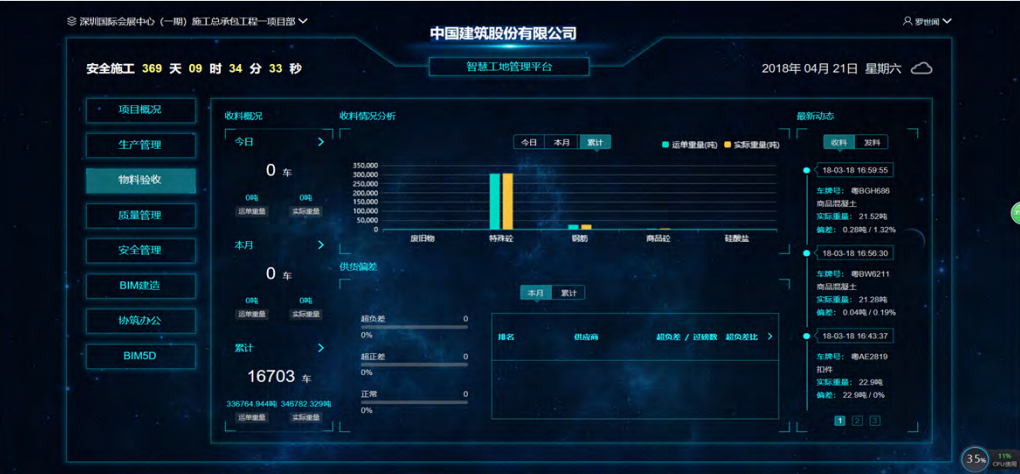 深圳国际会展中心（一期）施工总承包工程一项目部
罗世闻
中国建筑股份有限公司
智慧工地管理平台
安全施工 369 天 09 时 34 分 33 秒
2018年 04月 21日 星期六
项目概况
生产管理
物料验收
质量管理
安全管理
BIM建造
协筑办公
BIM5D
收料概况
今日
0 车
0吨 0吨
运单重量 实际重量
本月
0 车
0吨 0吨
运单重量 实际重量
累计
16703 车
336764.944吨 346782.329吨
运单重量 实际重量
收料情况分析
今日 本月 累计
运单重量(吨) 实际重量(吨)
350,000
300,000
250,000
200,000
150,000
100,000
50,000
0
废旧物 特殊砼 钢筋 商品砼 硅酸盐
供货偏差
本月 累计
超负差 0
0%
超正差 0
0%
正常 0
0%
排名 供应商 超负差 / 过磅数 超负差比
最新动态
收料 发料
18-03-18 16:59:55
车牌号： 粤BGH686
商品混凝土
实际重量： 21.52吨
偏差： 0.28吨 / 1.32%
18-03-18 16:56:30
车牌号： 粤BW6211
商品混凝土
实际重量： 21.28吨
偏差： 0.04吨 / 0.19%
18-03-18 16:43:37
车牌号： 粤AE2819
扣件
实际重量： 22.9吨
偏差： 22.9吨 / 0%
1 2 3
35%
11%
CPU使用